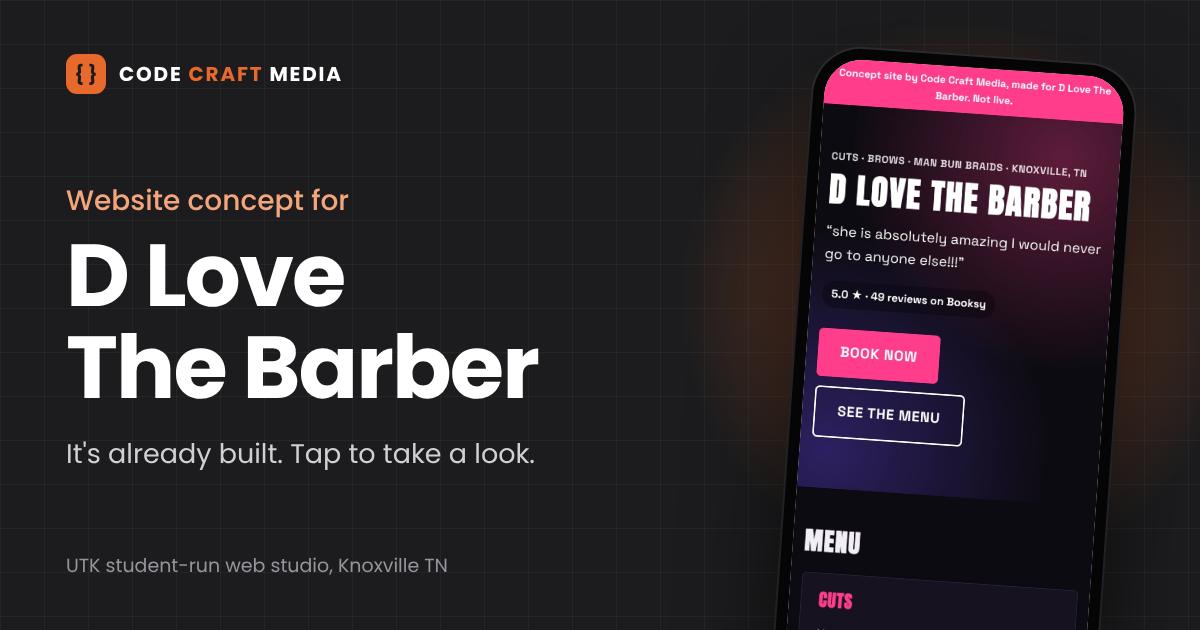 { } CODE CRAFT MEDIA
Website concept for
D Love
The Barber
It's already built. Tap to take a look.
UTK student-run web studio, Knoxville TN
Concept site by Code Craft Media, made for D Love The
Barber. Not live.
CUTS · BROWS · MAN BUN BRAIDS · KNOXVILLE, TN
D LOVE THE BARBER
“she is absolutely amazing I would never
go to anyone else!!!”
5.0 ★ · 49 reviews on Booksy
BOOK NOW
SEE THE MENU
MENU
CUTS